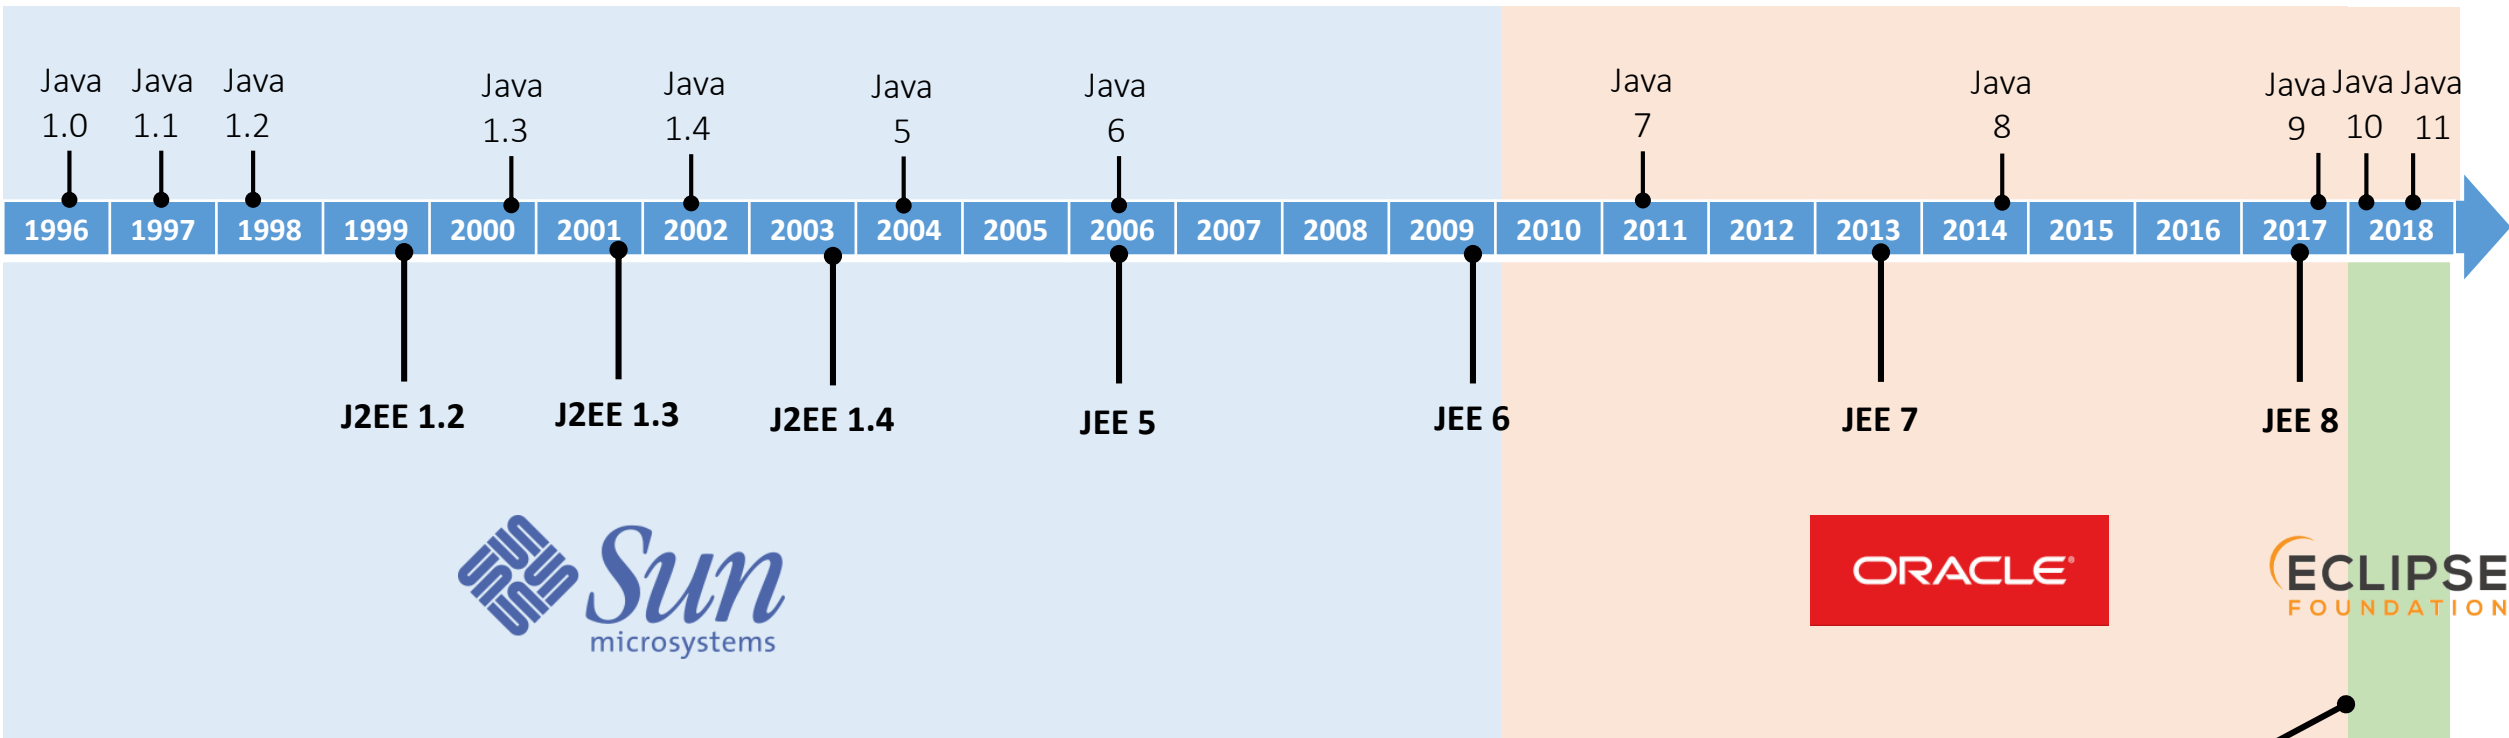 Java Java Java Java Java Java Java Java Java Java Java Java
1.0 1.1 1.2 1.3 1.4 5 6 7 8 9 10 11
1996 1997 1998 1999 2000 2001 2002 2003 2004 2005 2006 2007 2008 2009 2010 2011 2012 2013 2014 2015 2016 2017 2018
J2EE 1.2 J2EE 1.3 J2EE 1.4 JEE 5 JEE 6 JEE 7 JEE 8
Sun
microsystems
ORACLE®
ECLIPSE
FOUNDATION